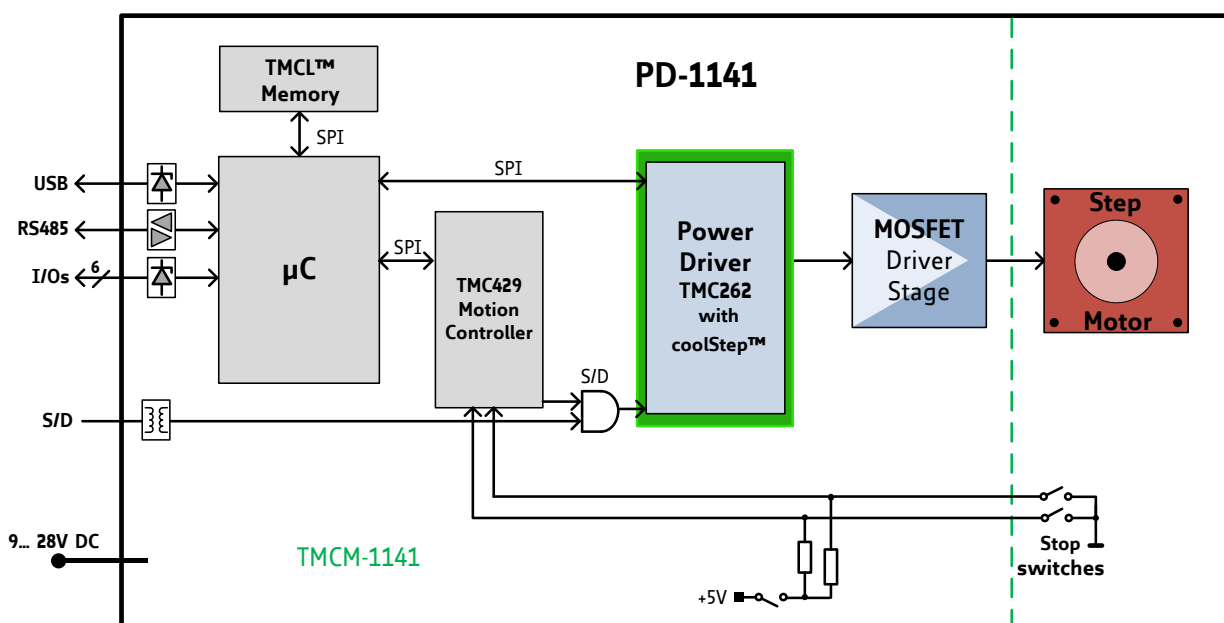 PD-1141
TMCL™
Memory
SPI
USB
RS485
I/Os
6
µC
SPI
SPI
TMC429
Motion
Controller
Power
Driver
TMC262
with
coolStep™
MOSFET
Driver
Stage
Step
Motor
S/D
S/D
9... 28V DC
TMCM-1141
+5V
Stop
switches